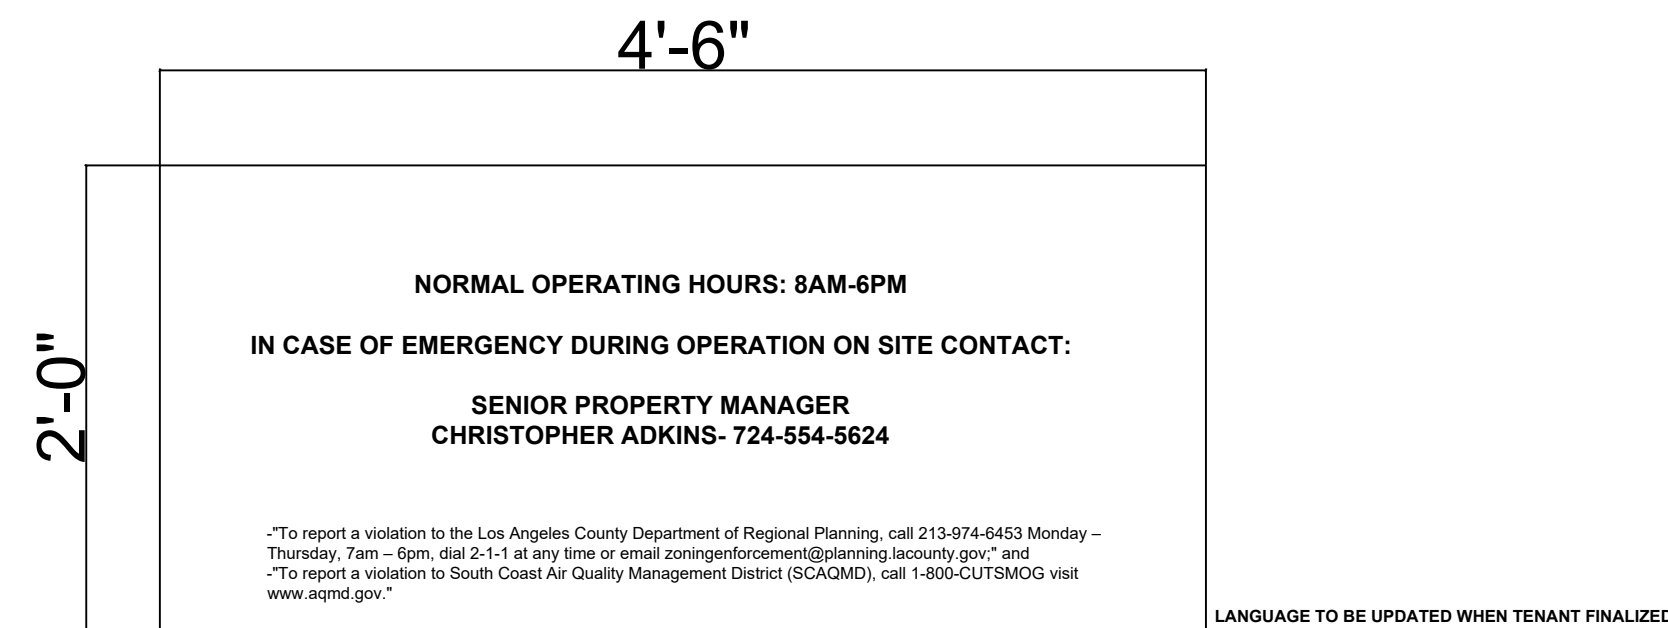 4'-6"
2'-0"
NORMAL OPERATING HOURS: 8AM-6PM
IN CASE OF EMERGENCY DURING OPERATION ON SITE CONTACT:
SENIOR PROPERTY MANAGER
CHRISTOPHER ADKINS- 724-554-5624
-"To report a violation to the Los Angeles County Department of Regional Planning, call 213-974-6453 Monday –
Thursday, 7am – 6pm, dial 2-1-1 at any time or email zoningenforcement@planning.lacounty.gov;" and
-"To report a violation to South Coast Air Quality Management District (SCAQMD), call 1-800-CUTSMOG visit
www.aqmd.gov."
LANGUAGE TO BE UPDATED WHEN TENANT FINALIZED